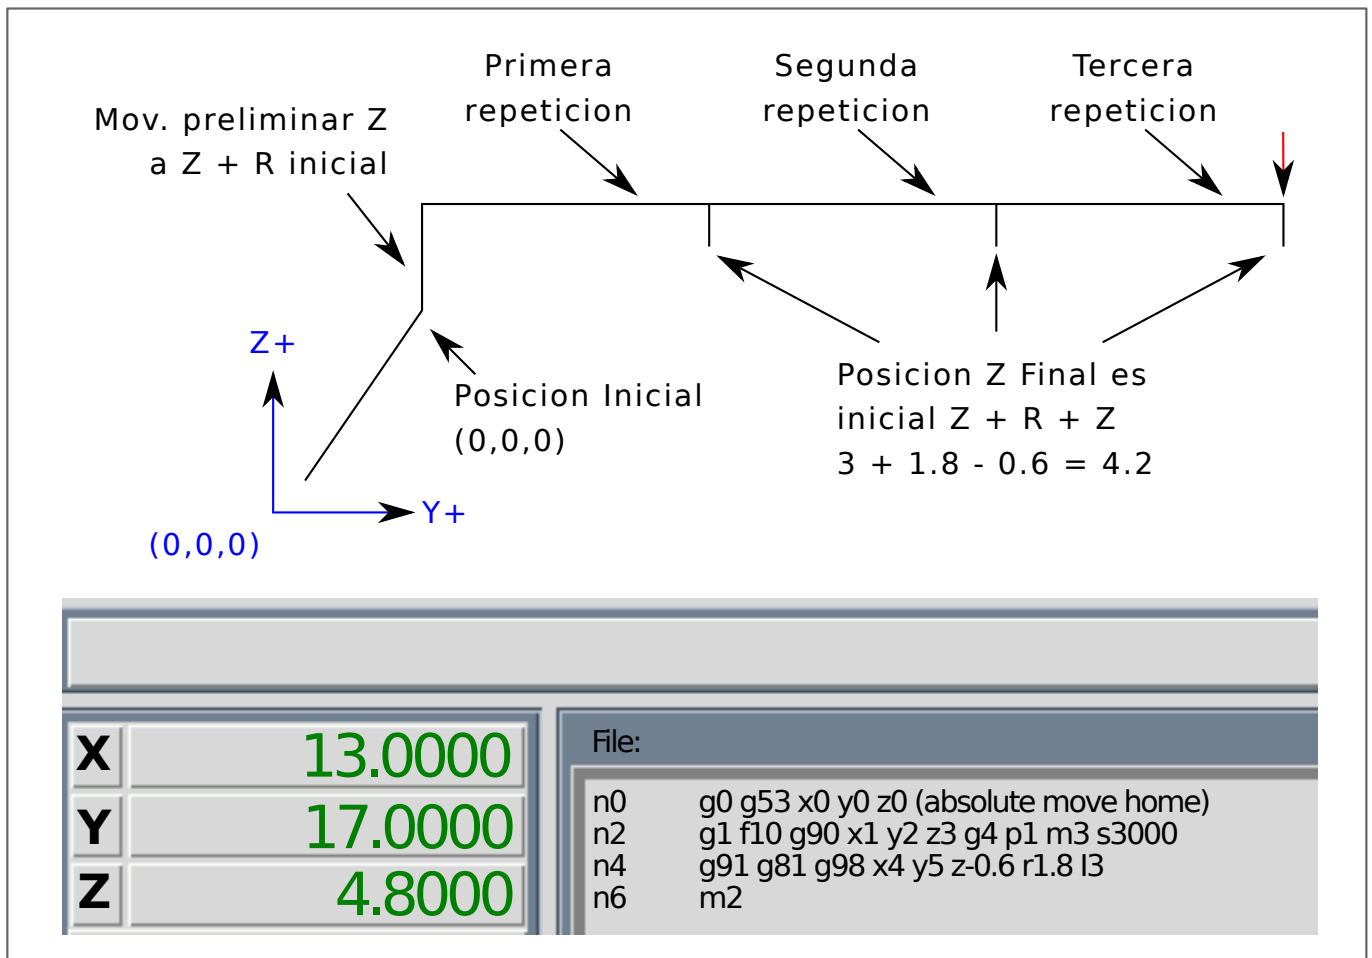 Primera
repeticion
Segunda
repeticion
Tercera
repeticion
Mov. preliminar Z
a Z + R inicial
Z+
Posicion Inicial
(0,0,0)
Posicion Z Final es
inicial Z + R + Z
3 + 1.8 - 0.6 = 4.2
Y+
(0,0,0)
X 13.0000
Y 17.0000
Z 4.8000
File:
n0 g0 g53 x0 y0 z0 (absolute move home)
n2 g1 f10 g90 x1 y2 z3 g4 p1 m3 s3000
n4 g91 g81 g98 x4 y5 z-0.6 r1.8 l3
n6 m2